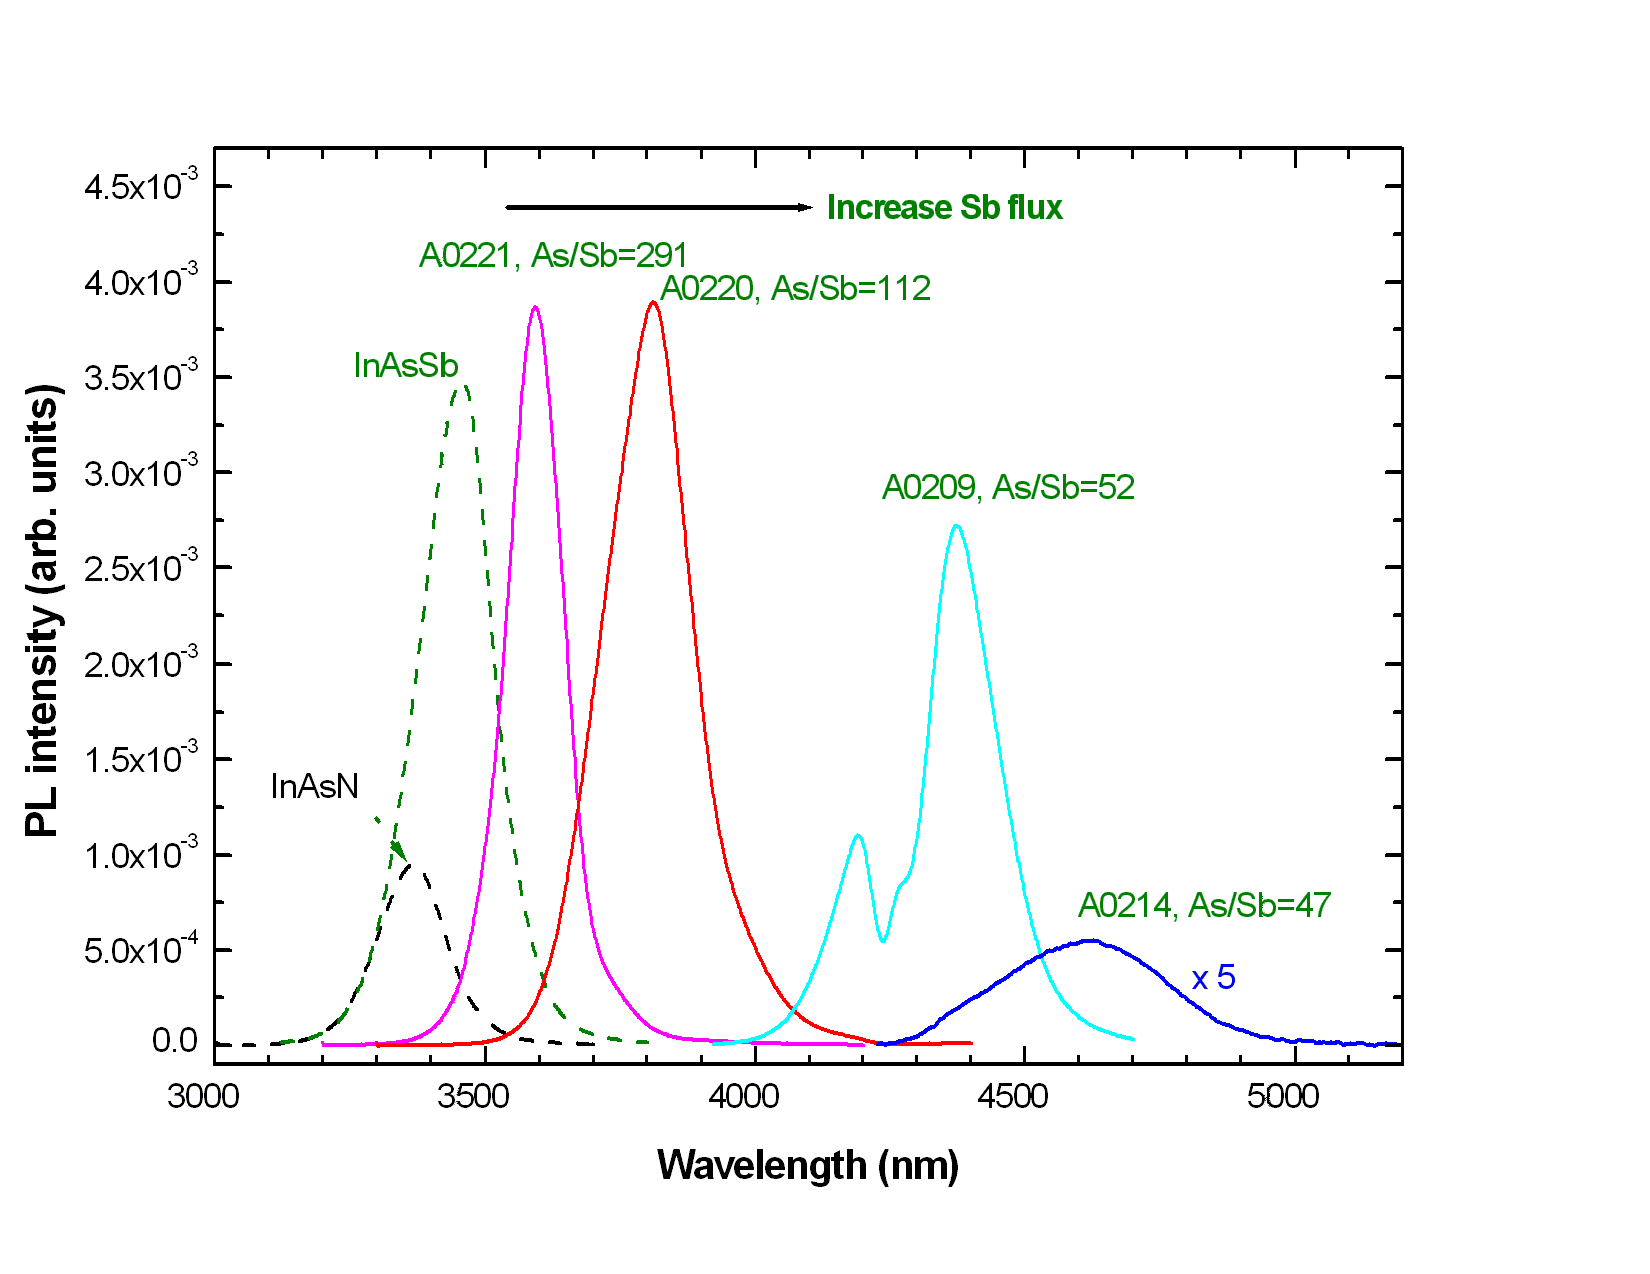 4.5x10⁻³
4.0x10⁻³
3.5x10⁻³
3.0x10⁻³
2.5x10⁻³
2.0x10⁻³
1.5x10⁻³
1.0x10⁻³
5.0x10⁻⁴
0.0
PL intensity (arb. units)
Increase Sb flux
A0221, As/Sb=291
A0220, As/Sb=112
InAsSb
A0209, As/Sb=52
InAsN
A0214, As/Sb=47
x 5
3000 3500 4000 4500 5000
Wavelength (nm)